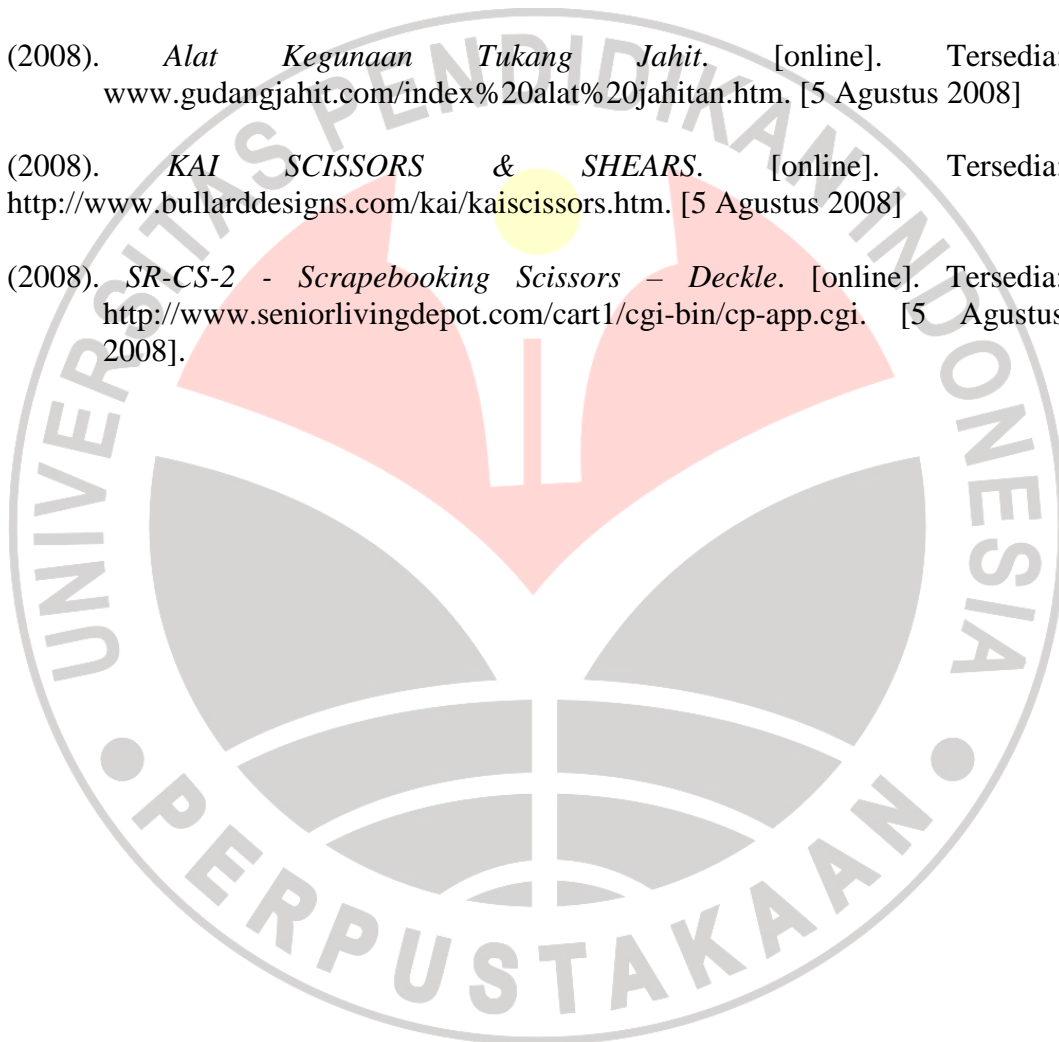 (2008). Alat Kegunaan Tukang Jahit. [online]. Tersedia:
www.gudangjahit.com/index%20alat%20jahitan.htm. [5 Agustus 2008]
(2008). KAI SCISSORS & SHEARS. [online]. Tersedia:
http://www.bullarddesigns.com/kai/kaiscissors.htm. [5 Agustus 2008]
(2008). SR-CS-2 - Scrapebooking Scissors – Deckle. [online]. Tersedia:
http://www.seniorlivingdepot.com/cart1/cgi-bin/cp-app.cgi. [5 Agustus
2008].
UNIVERSITAS PENDIDIKAN INDONESIA
PERPUSTAKAAN